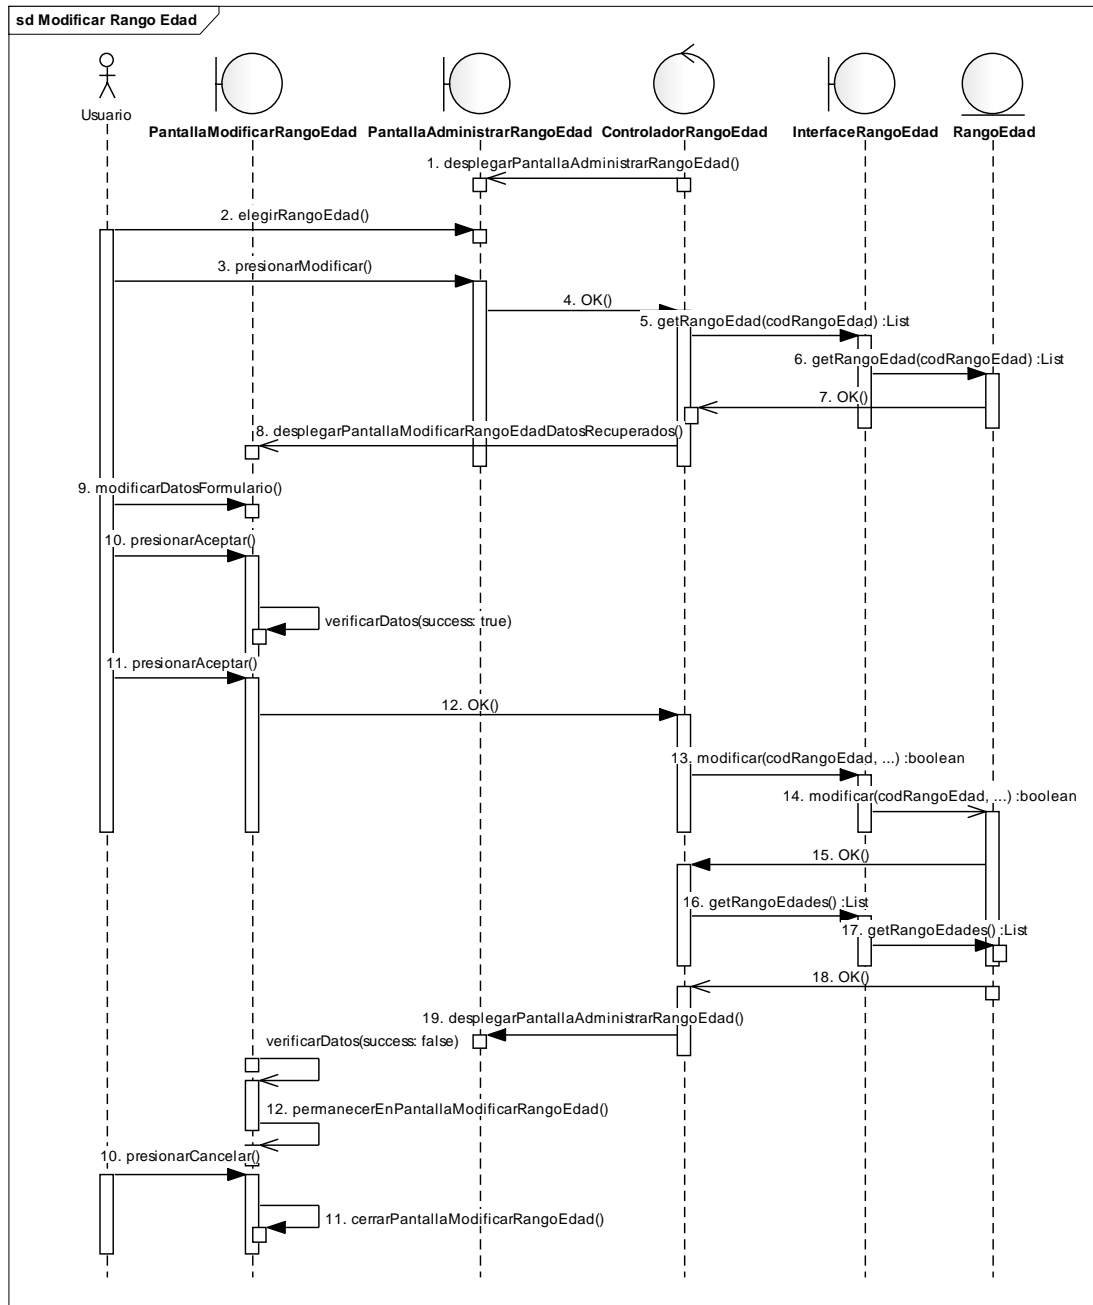 sd Modificar Rango Edad
Usuario
PantallaModificarRangoEdad
PantallaAdministrarRangoEdad
ControladorRangoEdad
InterfaceRangoEdad
RangoEdad
1. desplegarPantallaAdministrarRangoEdad()
2. elegirRangoEdad()
3. presionarModificar()
4. OK()
5. getRangoEdad(codRangoEdad) :List
6. getRangoEdad(codRangoEdad) :List
7. OK()
8. desplegarPantallaModificarRangoEdadDatosRecuperados()
9. modificarDatosFormulario()
10. presionarAceptar()
verificarDatos(success: true)
11. presionarAceptar()
12. OK()
13. modificar(codRangoEdad, ...) :boolean
14. modificar(codRangoEdad, ...) :boolean
15. OK()
16. getRangoEdades() :List
17. getRangoEdades() :List
18. OK()
19. desplegarPantallaAdministrarRangoEdad()
verificarDatos(success: false)
12. permanecerEnPantallaModificarRangoEdad()
10. presionarCancelar()
11. cerrarPantallaModificarRangoEdad()